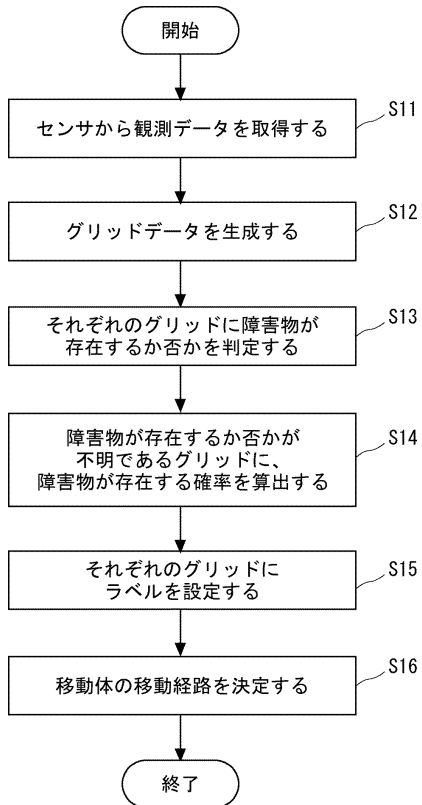 開始
センサから観測データを取得する
S11
グリッドデータを生成する
S12
それぞれのグリッドに障害物が
存在するか否かを判定する
S13
障害物が存在するか否かが
不明であるグリッドに、
障害物が存在する確率を算出する
S14
それぞれのグリッドに
ラベルを設定する
S15
移動体の移動経路を決定する
S16
終了